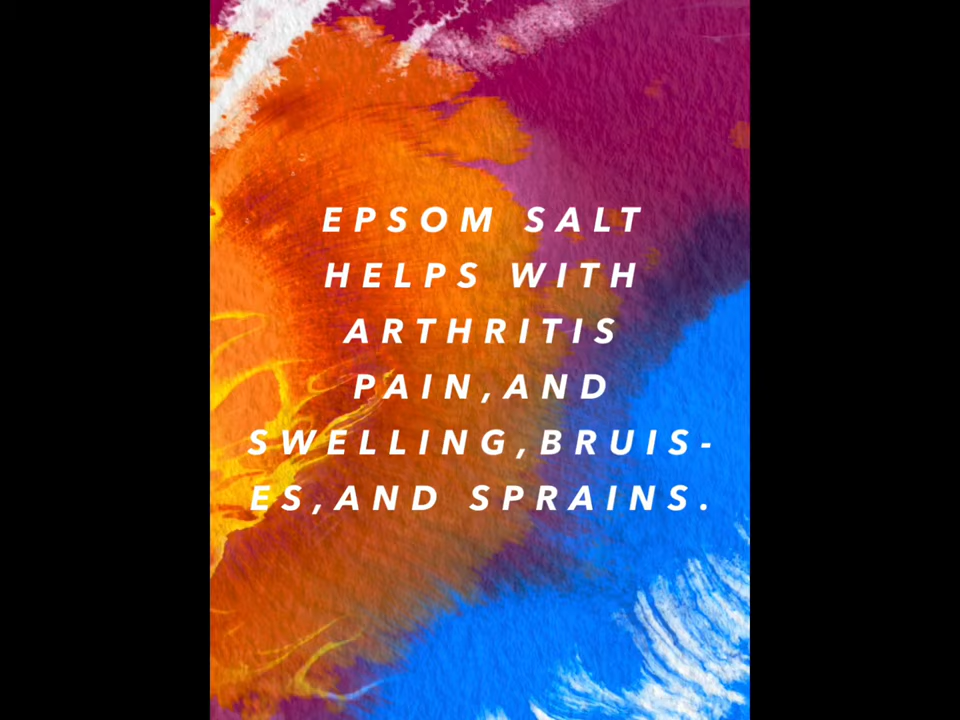 EPSOM SALT
HELPS WITH
ARTHRITIS
PAIN,AND
SWELLING,BRUIS-
ES,AND SPRAINS.